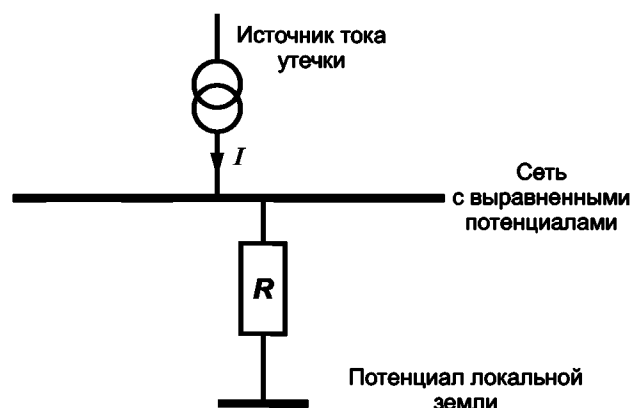 Источник тока
утечки
I
Сеть
с выравненными
потенциалами
R
Потенциал локальной
земли